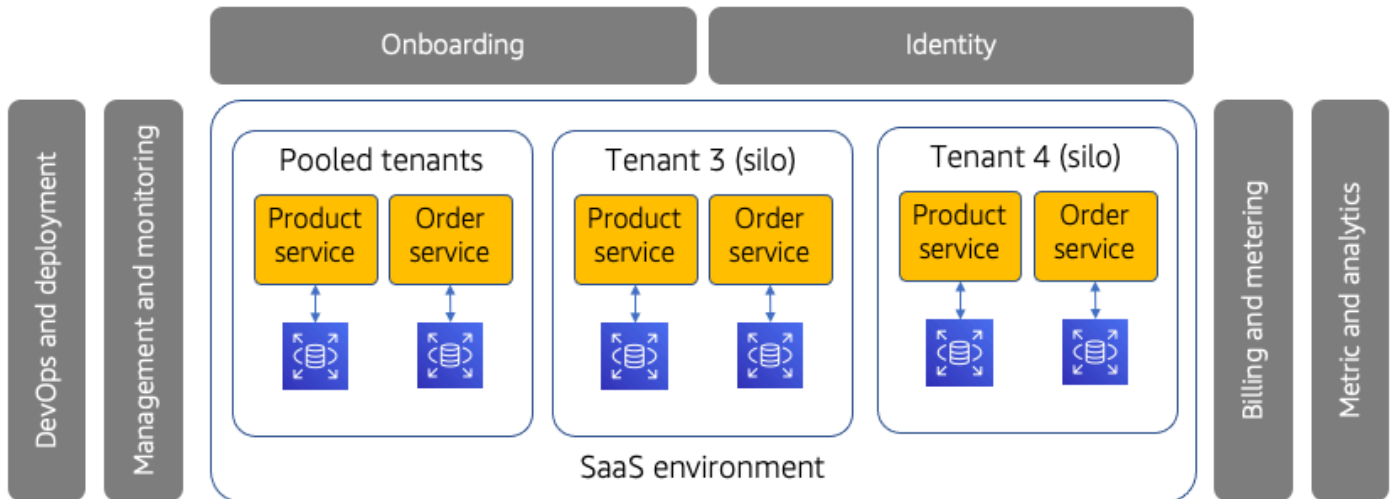 Onboarding
Identity
DevOps and deployment
Management and monitoring
Pooled tenants
Product
service
Order
service
Tenant 3 (silo)
Product
service
Order
service
Tenant 4 (silo)
Product
service
Order
service
SaaS environment
Billing and metering
Metric and analytics